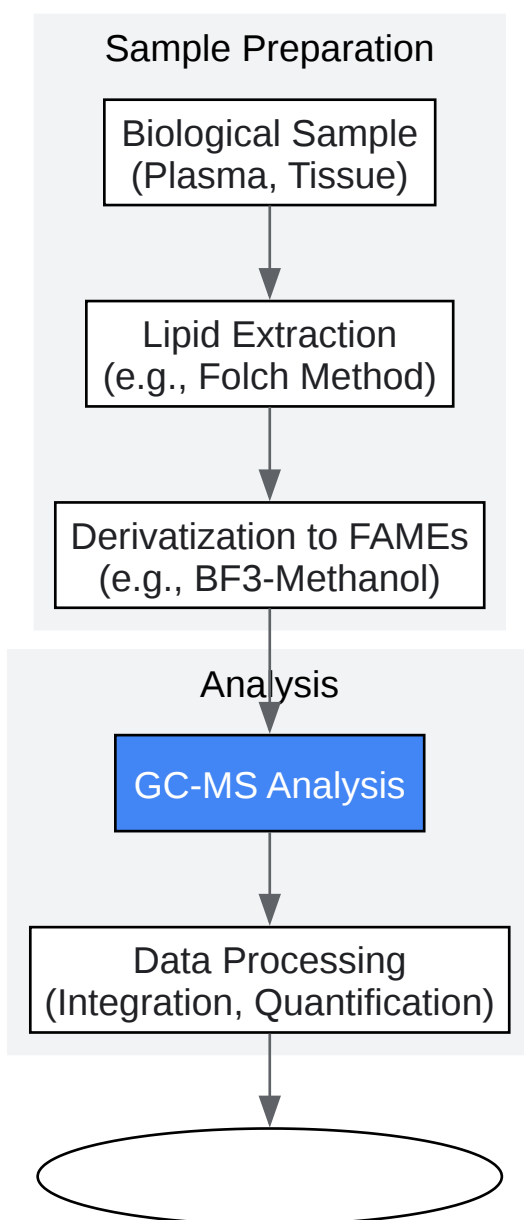 Sample Preparation
Biological Sample
(Plasma, Tissue)
Lipid Extraction
(e.g., Folch Method)
Derivatization to FAMEs
(e.g., BF3-Methanol)
Analysis
GC-MS Analysis
Data Processing
(Integration, Quantification)